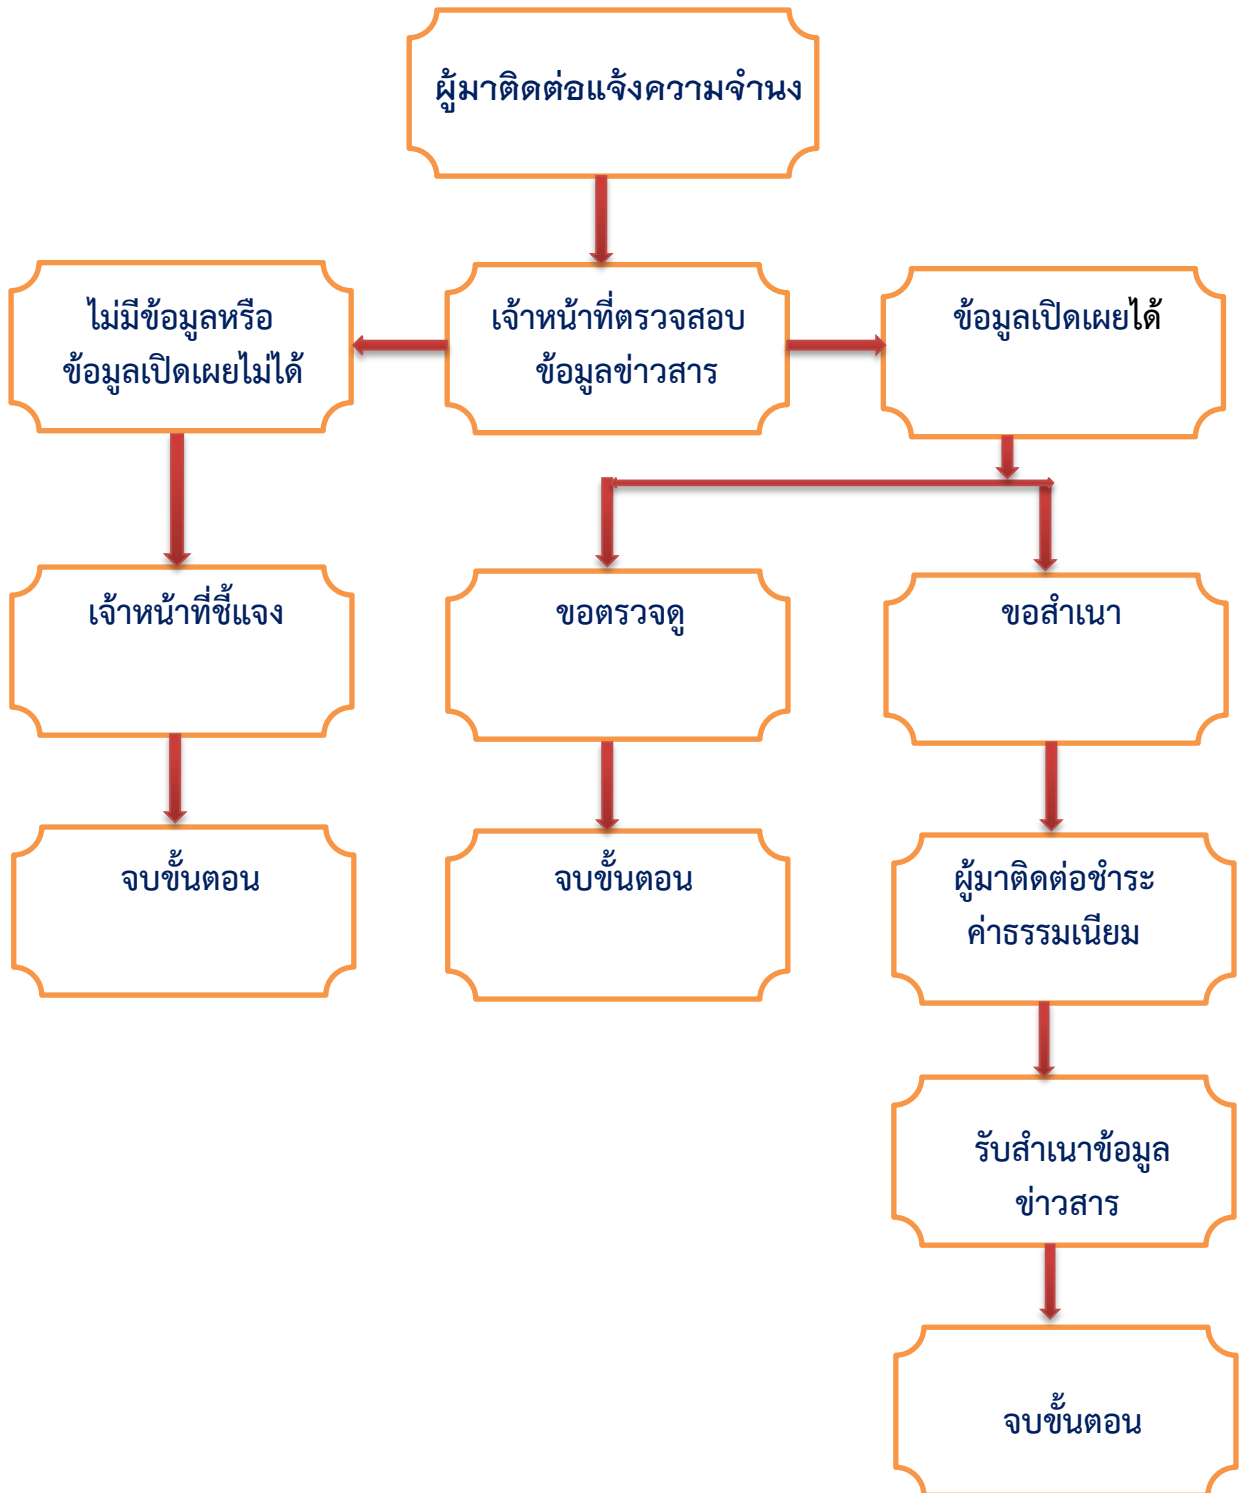 ผู้มาติดต่อแจ้งความจำนง
ไม่มีข้อมูลหรือ
ข้อมูลเปิดเผยไม่ได้
เจ้าหน้าที่ตรวจสอบ
ข้อมูลข่าวสาร
ข้อมูลเปิดเผยได้
เจ้าหน้าที่ชี้แจง
ขอตรวจดู
ขอสำเนา
จบขั้นตอน
จบขั้นตอน
ผู้มาติดต่อชำระ
ค่าธรรมเนียม
รับสำเนาข้อมูล
ข่าวสาร
จบขั้นตอน